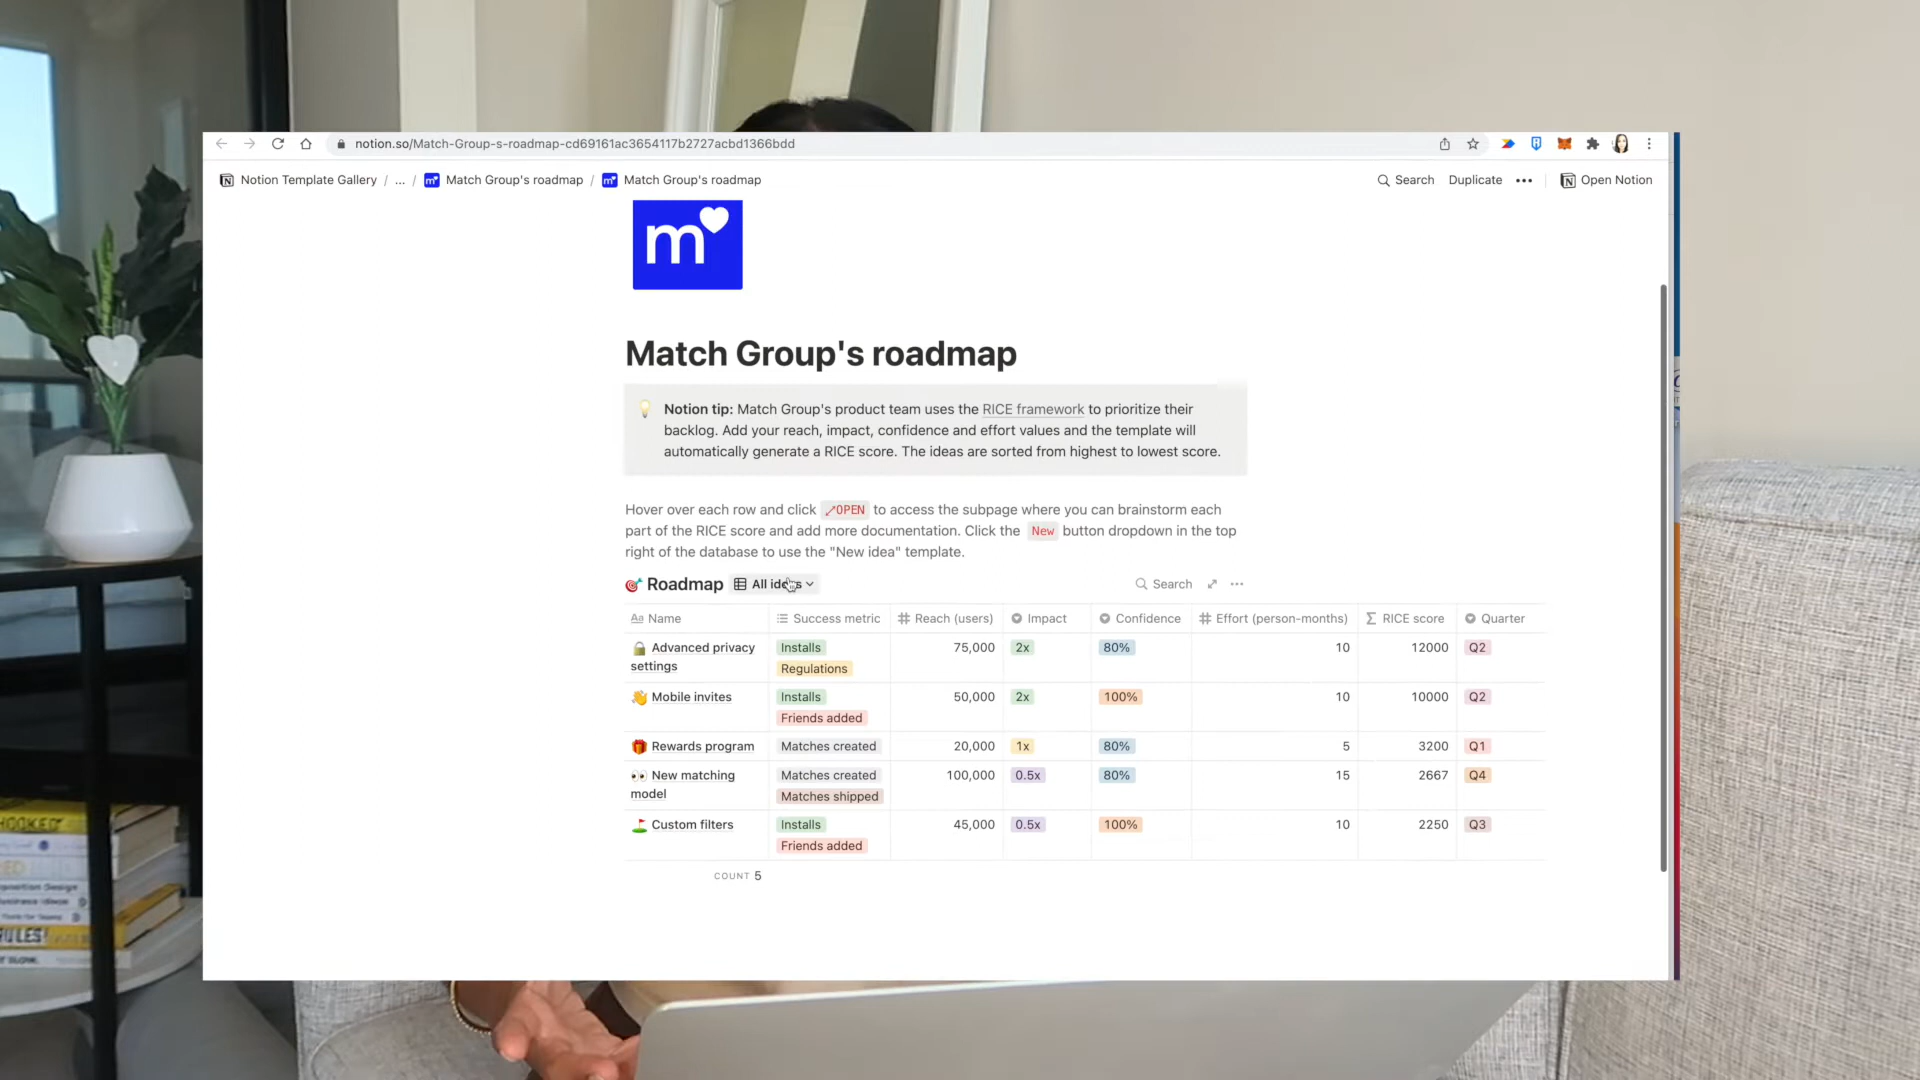 notion.so/Match-Group-s-roadmap-cd69161ac3654117b2727acbd1366bdd
Notion Template Gallery / ... / Match Group's roadmap / Match Group's roadmap
Search Duplicate ••• Open Notion
m
Match Group's roadmap
Notion tip: Match Group's product team uses the RICE framework to prioritize their
backlog. Add your reach, impact, confidence and effort values and the template will
automatically generate a RICE score. The ideas are sorted from highest to lowest score.
Hover over each row and click ⤢OPEN to access the subpage where you can brainstorm each
part of the RICE score and add more documentation. Click the New button dropdown in the top
right of the database to use the "New idea" template.
Roadmap All ideas Search •••
Aa Name Success metric # Reach (users) Impact Confidence # Effort (person-months) Σ RICE score Quarter
Advanced privacy Installs 75,000 2x 80% 10 12000 Q2
settings Regulations
Mobile invites Installs 50,000 2x 100% 10 10000 Q2
Friends added
Rewards program Matches created 20,000 1x 80% 5 3200 Q1
New matching Matches created 100,000 0.5x 80% 15 2667 Q4
model Matches shipped
Custom filters Installs 45,000 0.5x 100% 10 2250 Q3
Friends added
COUNT 5
HOOKED
RULES